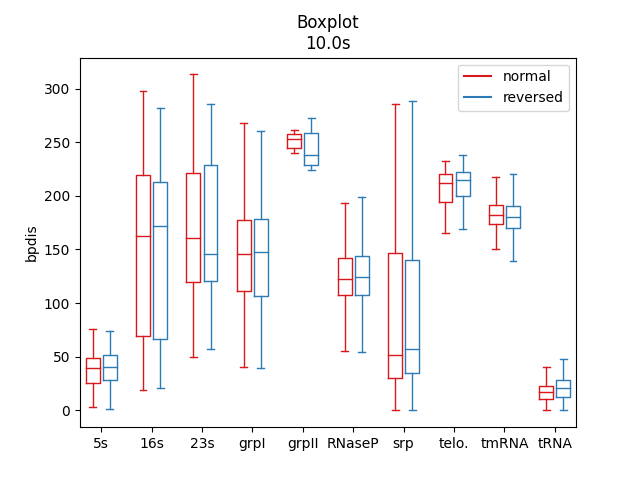 Boxplot
10.0s
normal
reversed
bpdis
300
250
200
150
100
50
0
5s 16s 23s grpI grpII RNaseP srp telo. tmRNA tRNA